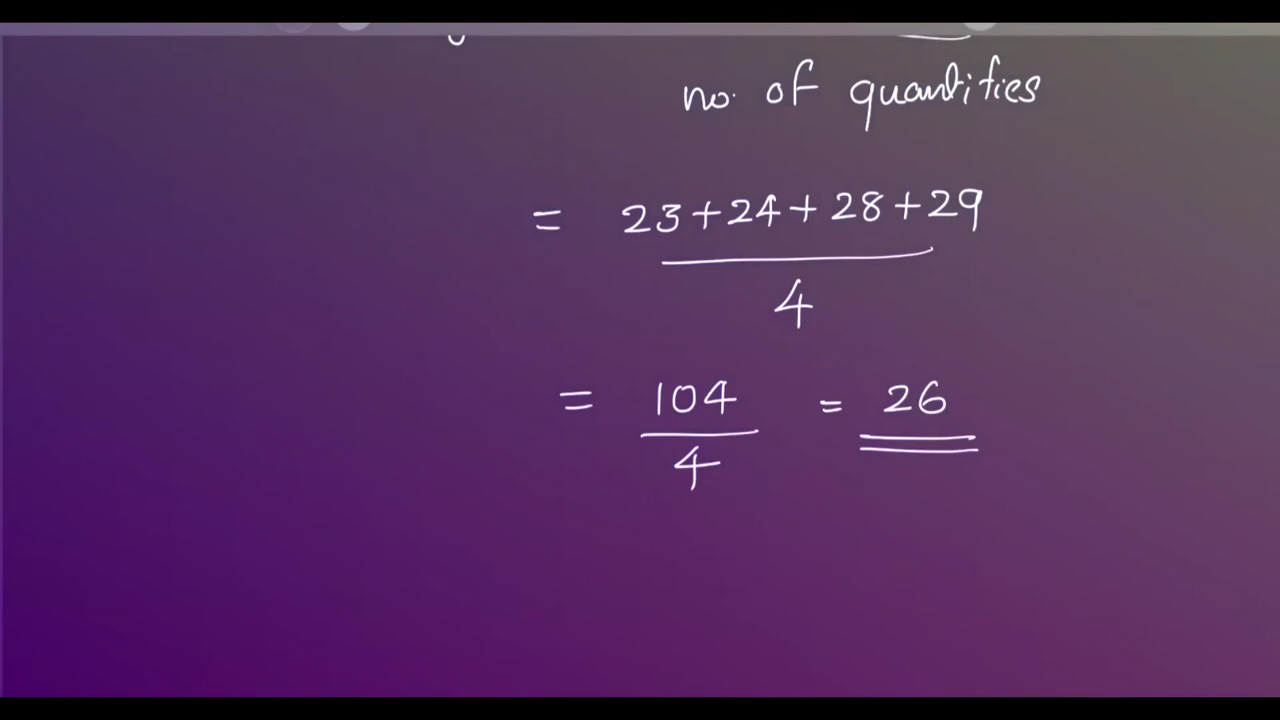 no. of quantities
= 23+24+28+29
4
= 104 = 26
4